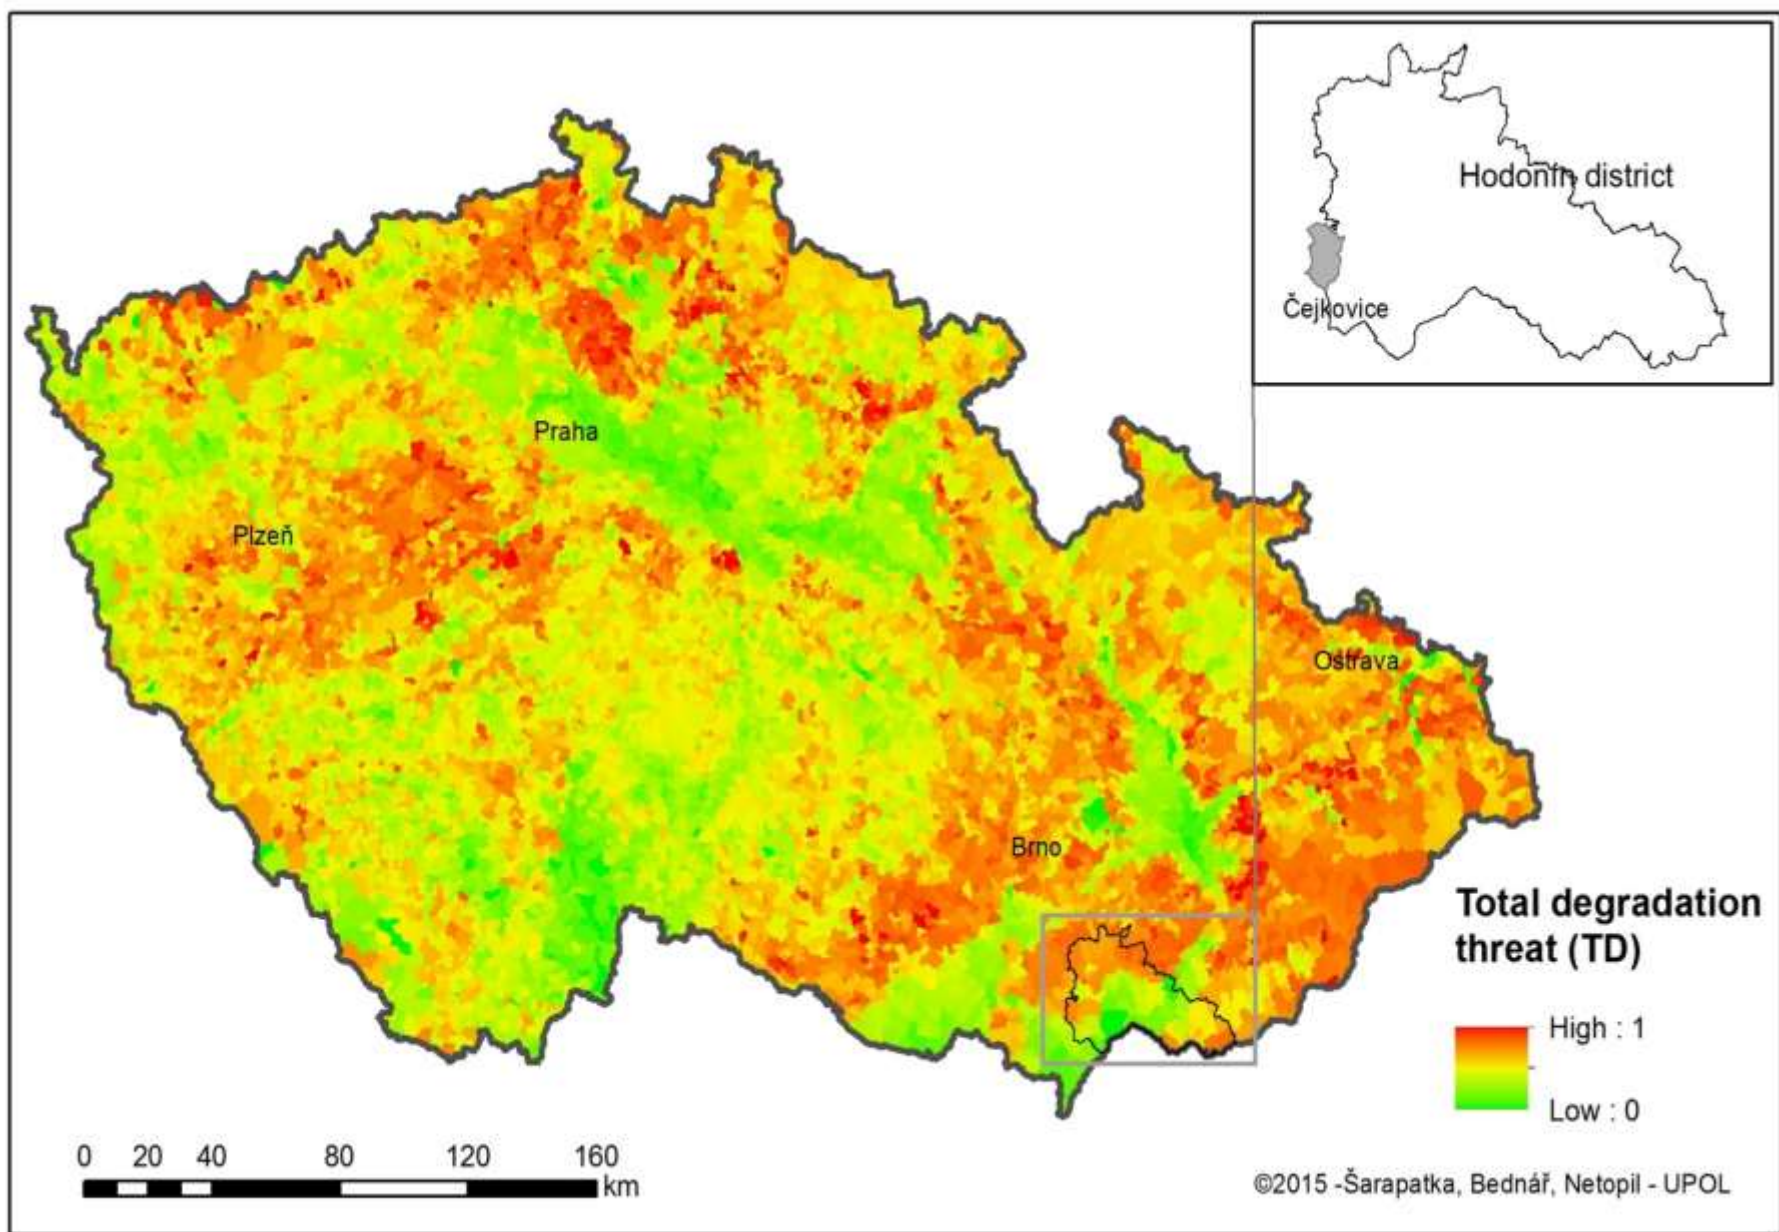 Hodonín district
Čejkovice
Praha
Plzeň
Ostrava
Brno
Total degradation
threat (TD)
High : 1
Low : 0
0 20 40 80 120 160
km
©2015 -Šarapatka, Bednář, Netopil - UPOL